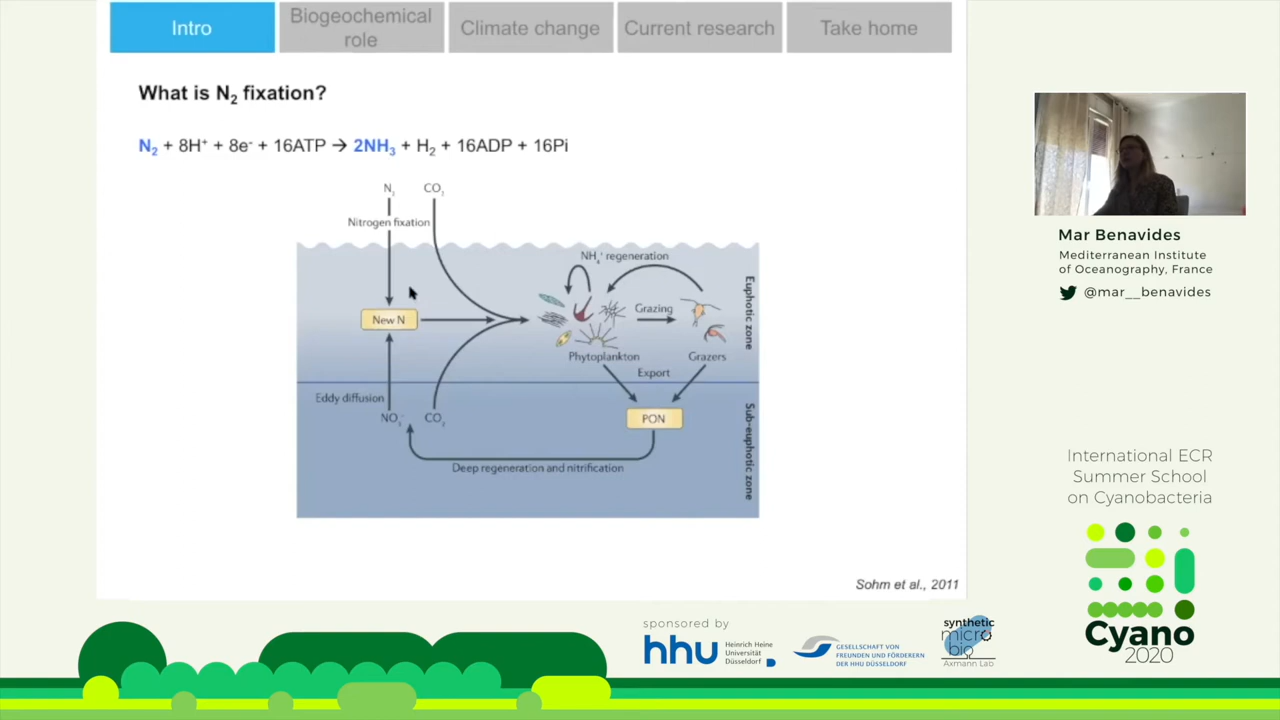 Intro
Biogeochemical
role
Climate change
Current research
Take home
What is N₂ fixation?
N₂ + 8H⁺ + 8e⁻ + 16ATP → 2NH₃ + H₂ + 16ADP + 16Pi
N₂ CO₂
Nitrogen fixation
NH₄⁺ regeneration
New N
Grazing
Phytoplankton
Grazers
Euphotic zone
Export
Eddy diffusion
NO₃⁻ CO₂
PON
Deep regeneration and nitrification
Sub-euphotic zone
Sohm et al., 2011
Mar Benavides
Mediterranean Institute
of Oceanography, France
@mar__benavides
International ECR
Summer School
on Cyanobacteria
Cyano
2020
sponsored by
hhu
Heinrich Heine
Universität
Düsseldorf
GESELLSCHAFT VON
FREUNDEN UND FÖRDERERN
DER HHU DÜSSELDORF
synthetic
micro
bio
Axmann Lab